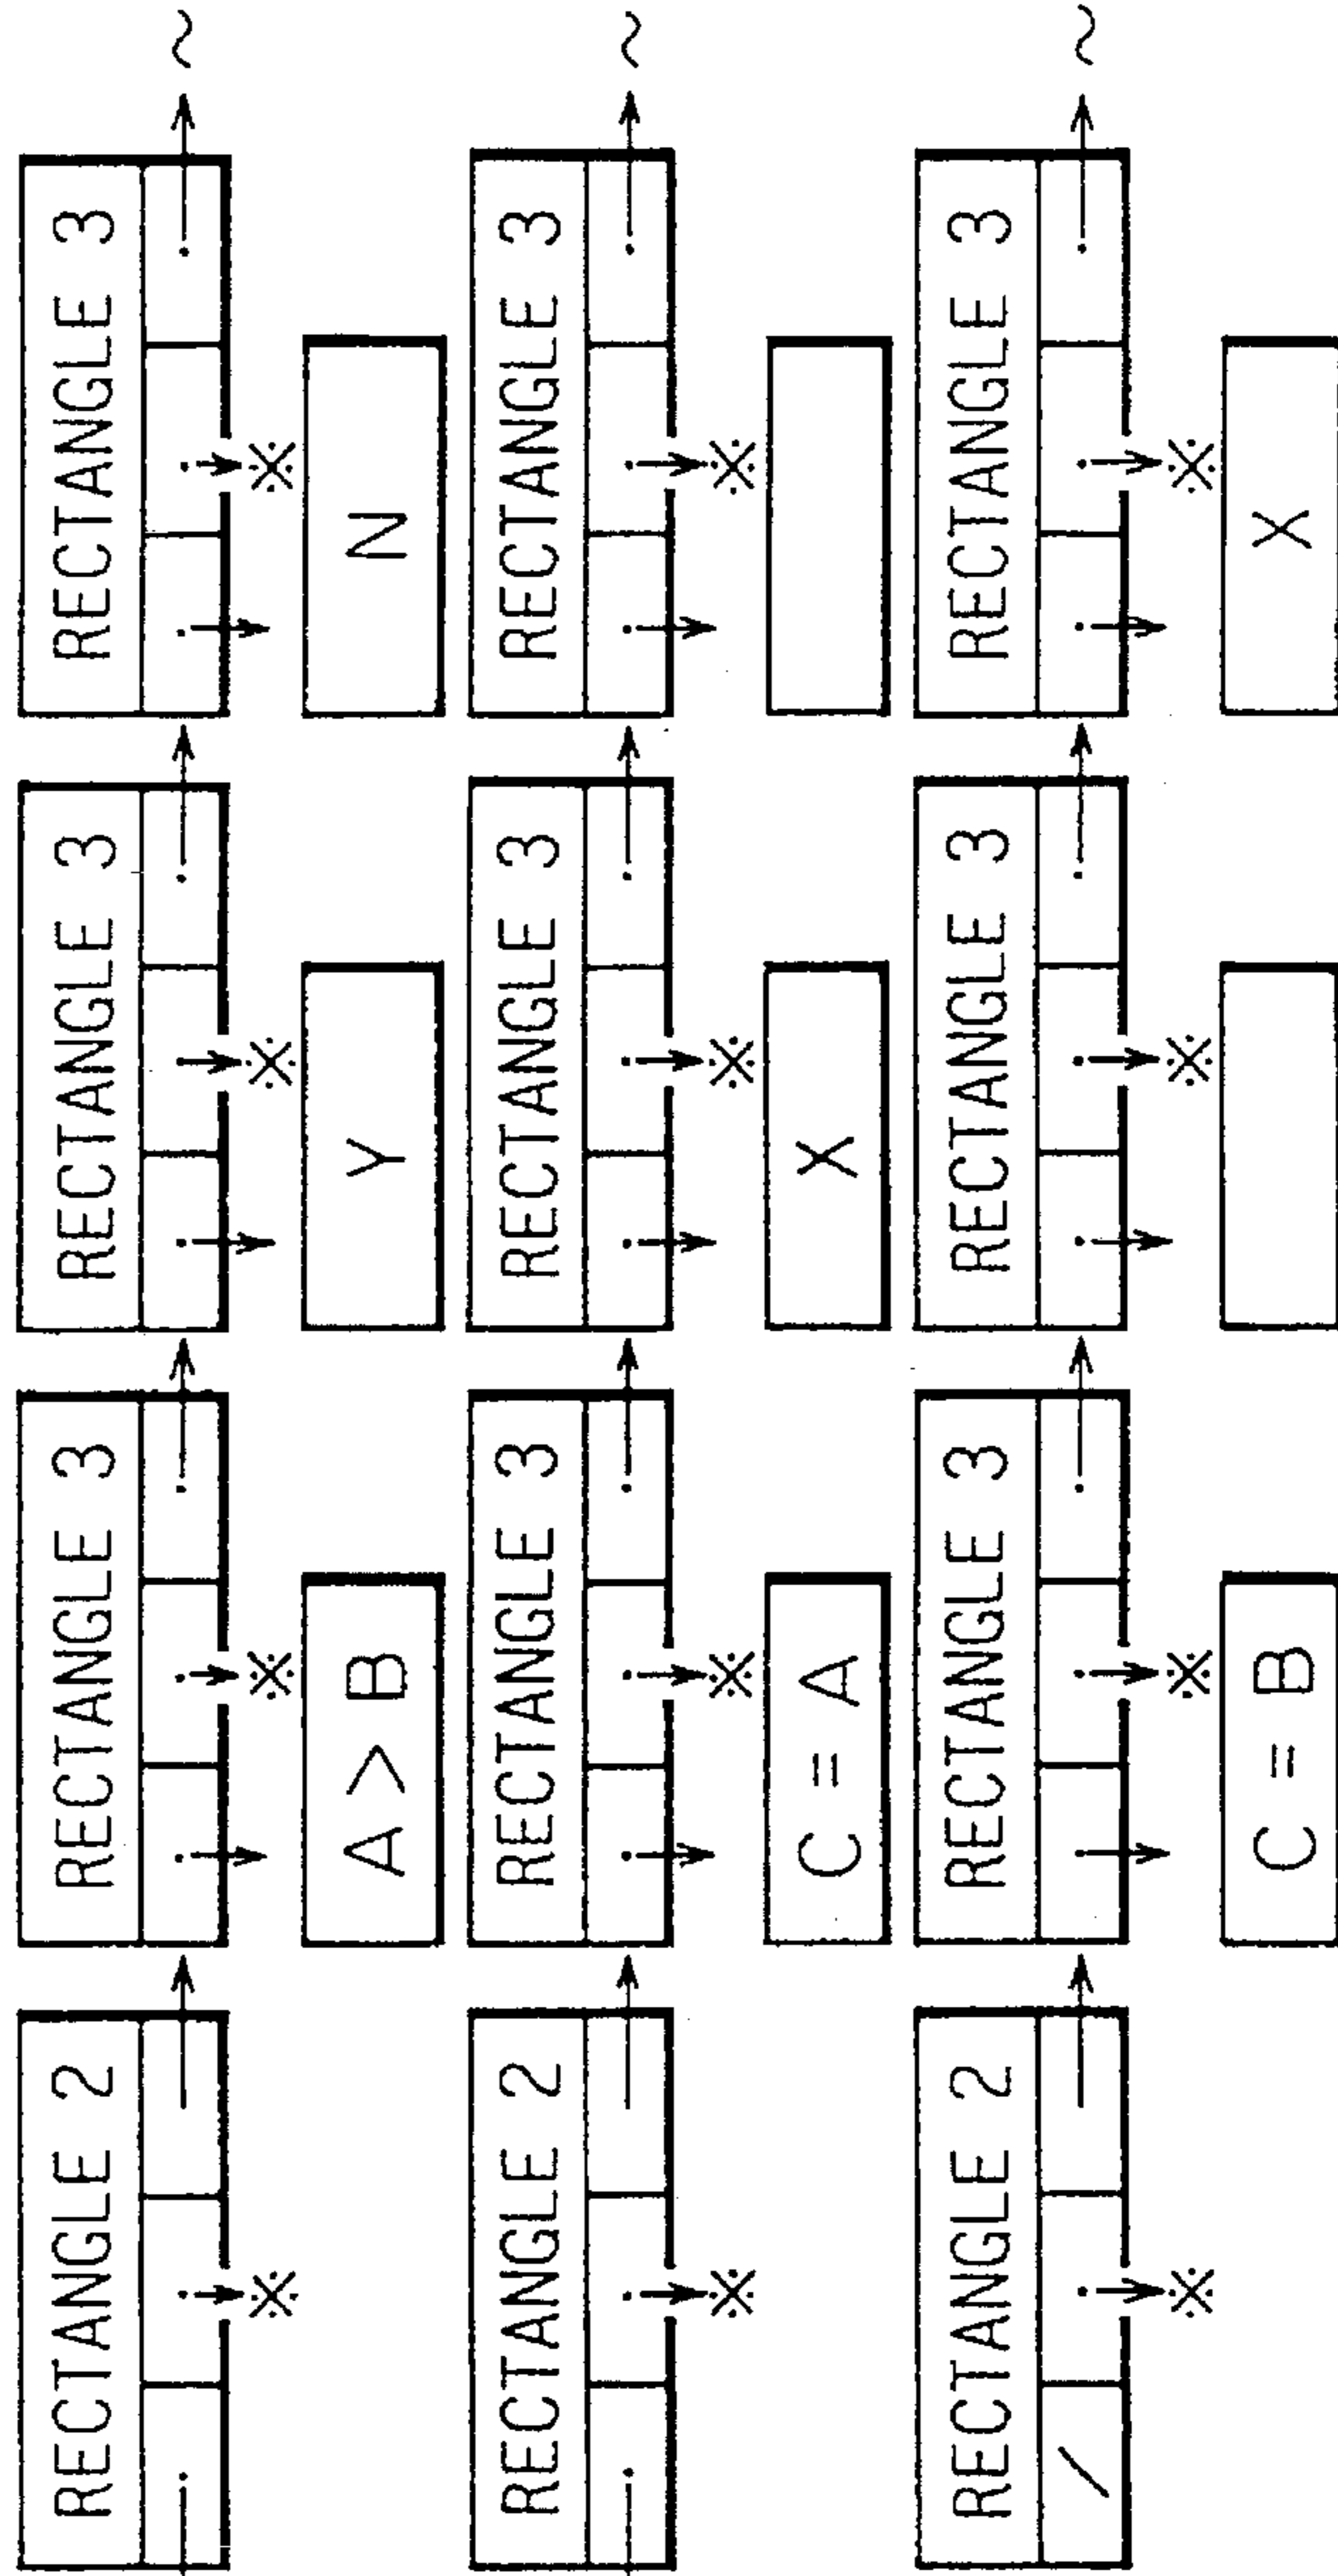 RECTANGLE 2 RECTANGLE 3 RECTANGLE 3 RECTANGLE 3
~
※ ※ ※ ※
A > B Y N
RECTANGLE 2 RECTANGLE 3 RECTANGLE 3 RECTANGLE 3
~
※ ※ ※ ※
C = A X
RECTANGLE 2 RECTANGLE 3 RECTANGLE 3 RECTANGLE 3
/ ~
※ ※ ※ ※
C = B X